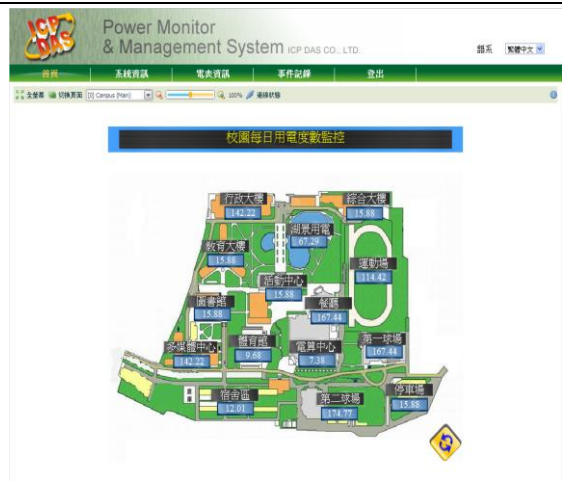 ICP DAS
Power Monitor
& Management System ICP DAS CO., LTD.
語系 繁體中文
首頁 系統資訊 電表資訊 事件記錄 登出
全螢幕 切換頁面 [0] Campus (Main) 100% 連線狀態
校園每日用電度數監控
行政大樓
142.22
綜合大樓
15.88
湖景用電
67.29
教育大樓
15.88
運動場
114.42
活動中心
15.88
圖書館
15.88
餐廳
167.44
多媒體中心
142.22
體育館
9.68
電算中心
7.38
第一球場
167.44
宿舍區
12.01
第二球場
174.77
停車場
15.88